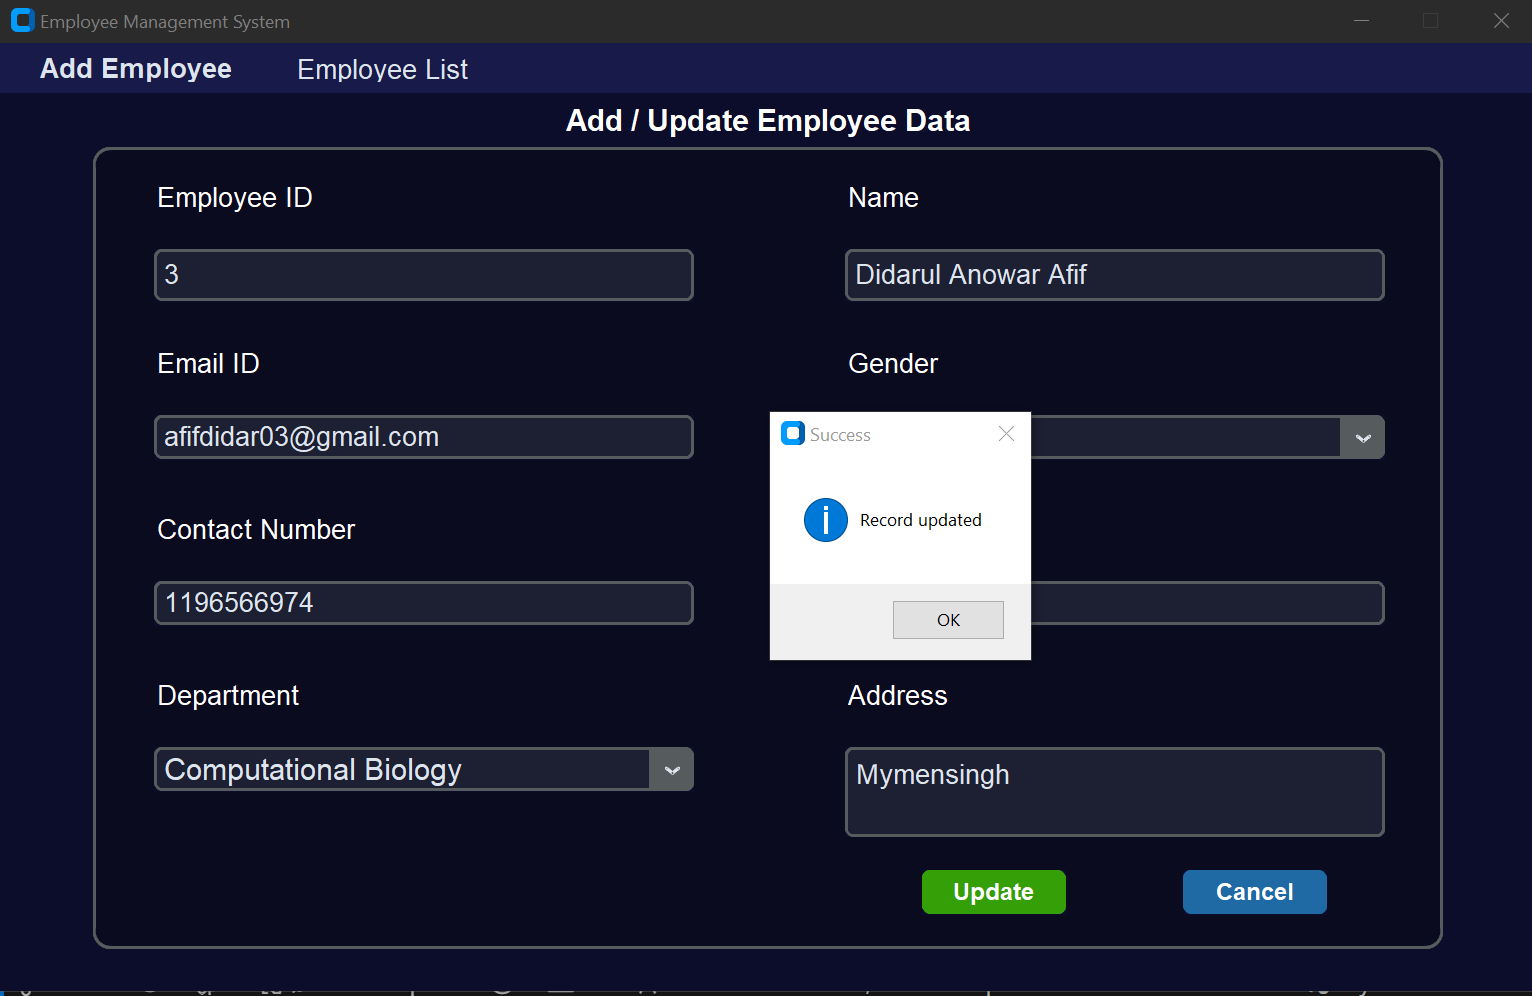 Employee Management System
Add Employee Employee List
Add / Update Employee Data
Employee ID Name
3 Didarul Anowar Afif
Email ID Gender
afifdidar03@gmail.com
Success
Contact Number
Record updated
1196566974
OK
Department Address
Computational Biology Mymensingh
Update Cancel